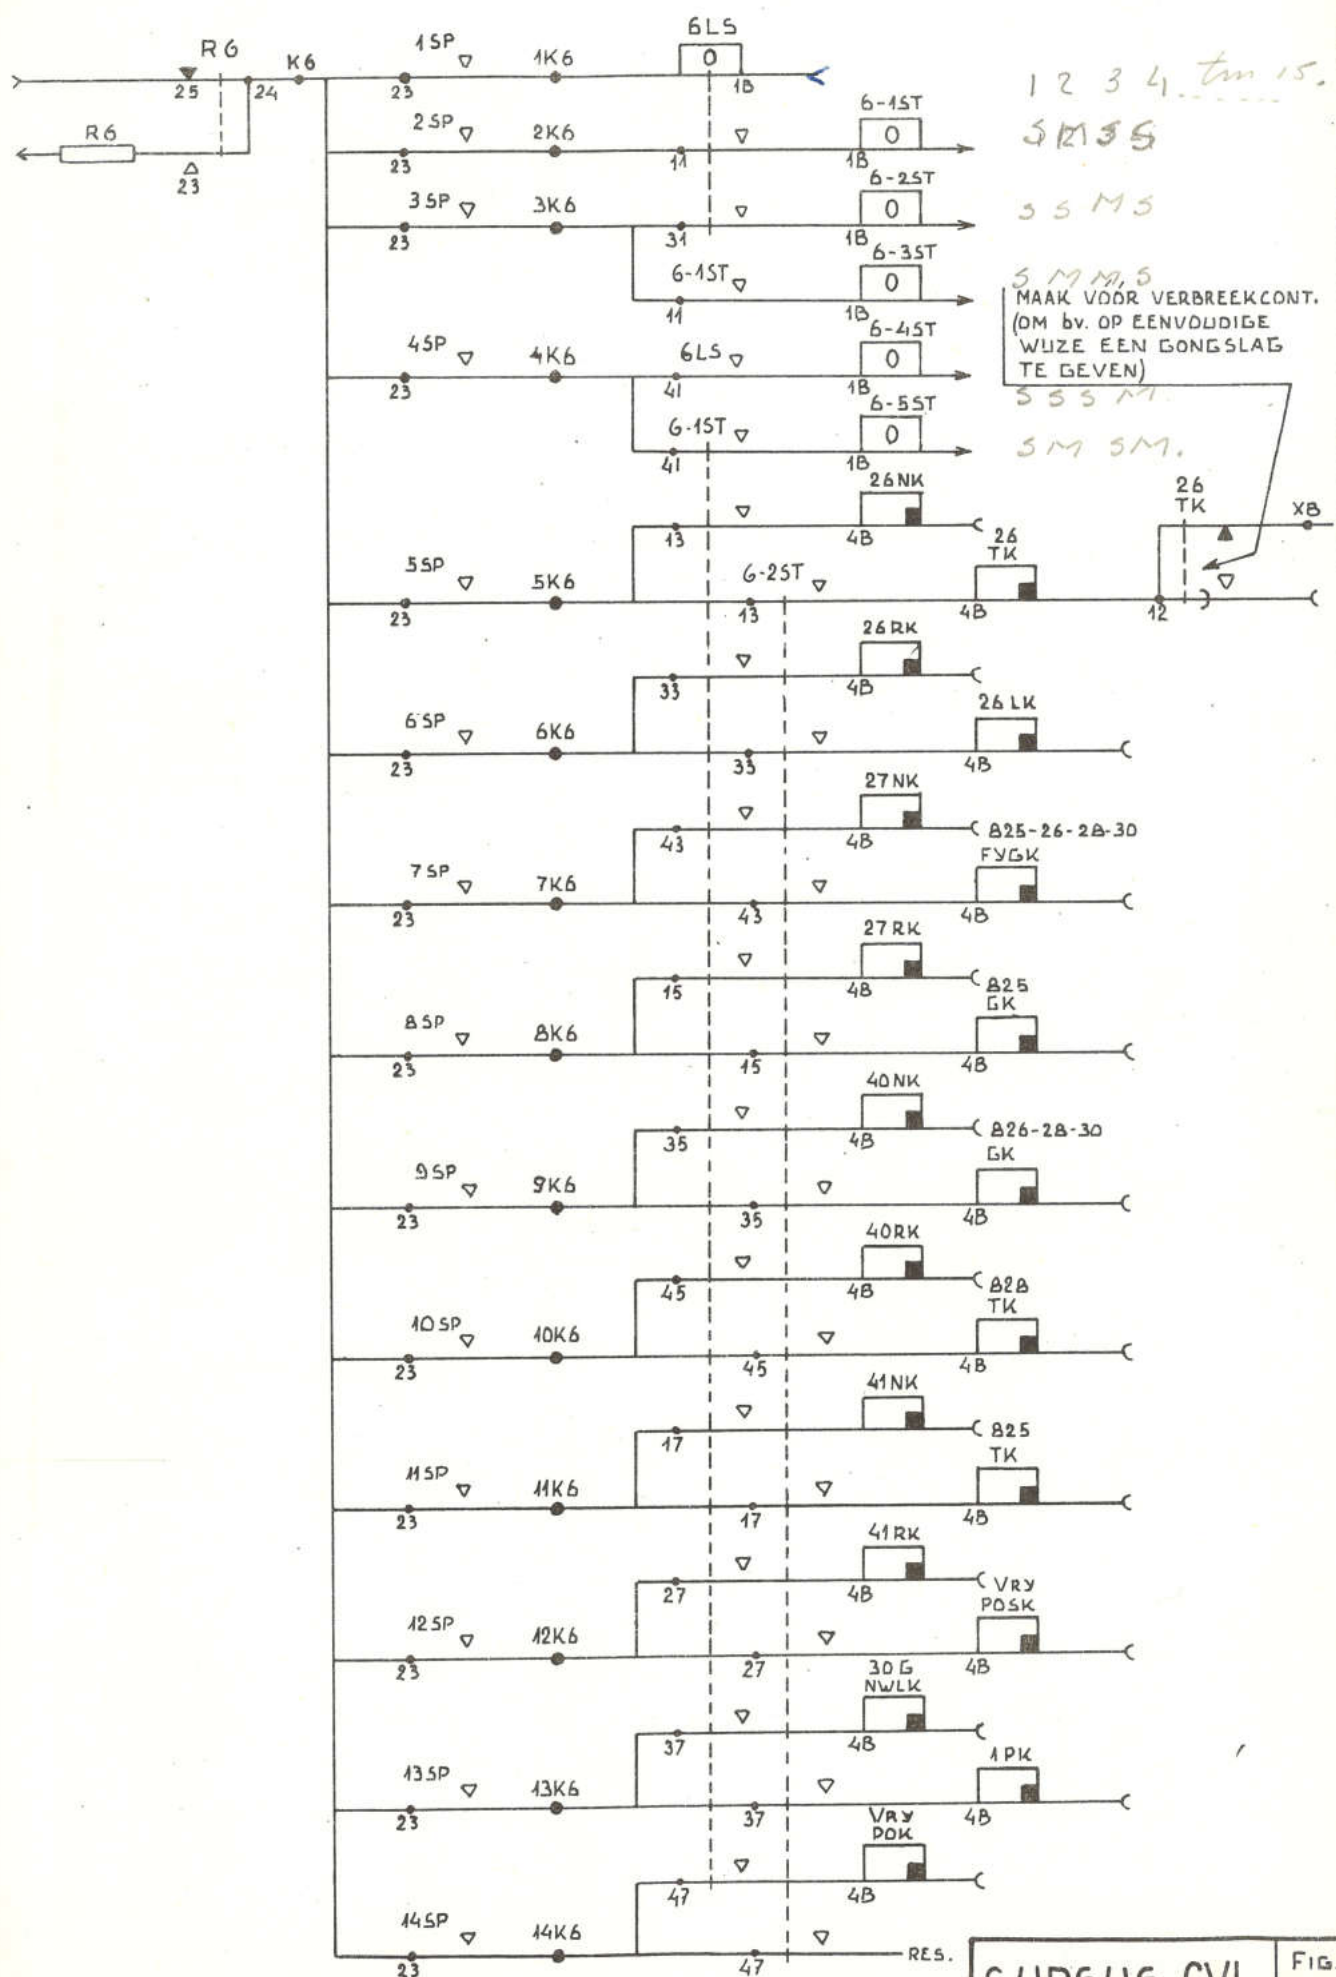 R6 K6 1SP 1K6 6LS 0
25 24 23 1B
1 2 3 4 tm 15.
R6 23
2SP 2K6 6-1ST 0
23 11 1B
S M S S
3SP 3K6 6-2ST 0
23 31 1B
S S M S
6-1ST 6-3ST 0
11 1B
S M M S
MAAK VOOR VERBREEKCONT.
(OM bv. OP EENVOUDIGE
WIJZE EEN GONGSLAG
TE GEVEN)
4SP 4K6 6LS 6-4ST 0
23 41 1B
S S S M
6-1ST 6-5ST 0
41 1B
S M S M.
26NK
13 4B
26
TK XB
5SP 5K6 6-2ST 26
TK
23 13 4B 12
26RK
33 4B
6SP 6K6 26LK
23 33 4B
27NK
43 4B
7SP 7K6 B25-26-28-30
FYGK
23 43 4B
27RK
15 4B
8SP 8K6 B25
GK
23 15 4B
40NK
35 4B
9SP 9K6 B26-28-30
GK
23 35 4B
40RK
45 4B
10SP 10K6 B28
TK
23 45 4B
41NK
17 4B
11SP 11K6 B25
TK
23 17 4B
41RK
27 4B
12SP 12K6 VRY
POSK
23 27 4B
30G
NWLK
37 4B
13SP 13K6 1PK
23 37 4B
VRY
POK
47 4B
14SP 14K6 RES.
23 47
CURSUS CVL FIG.